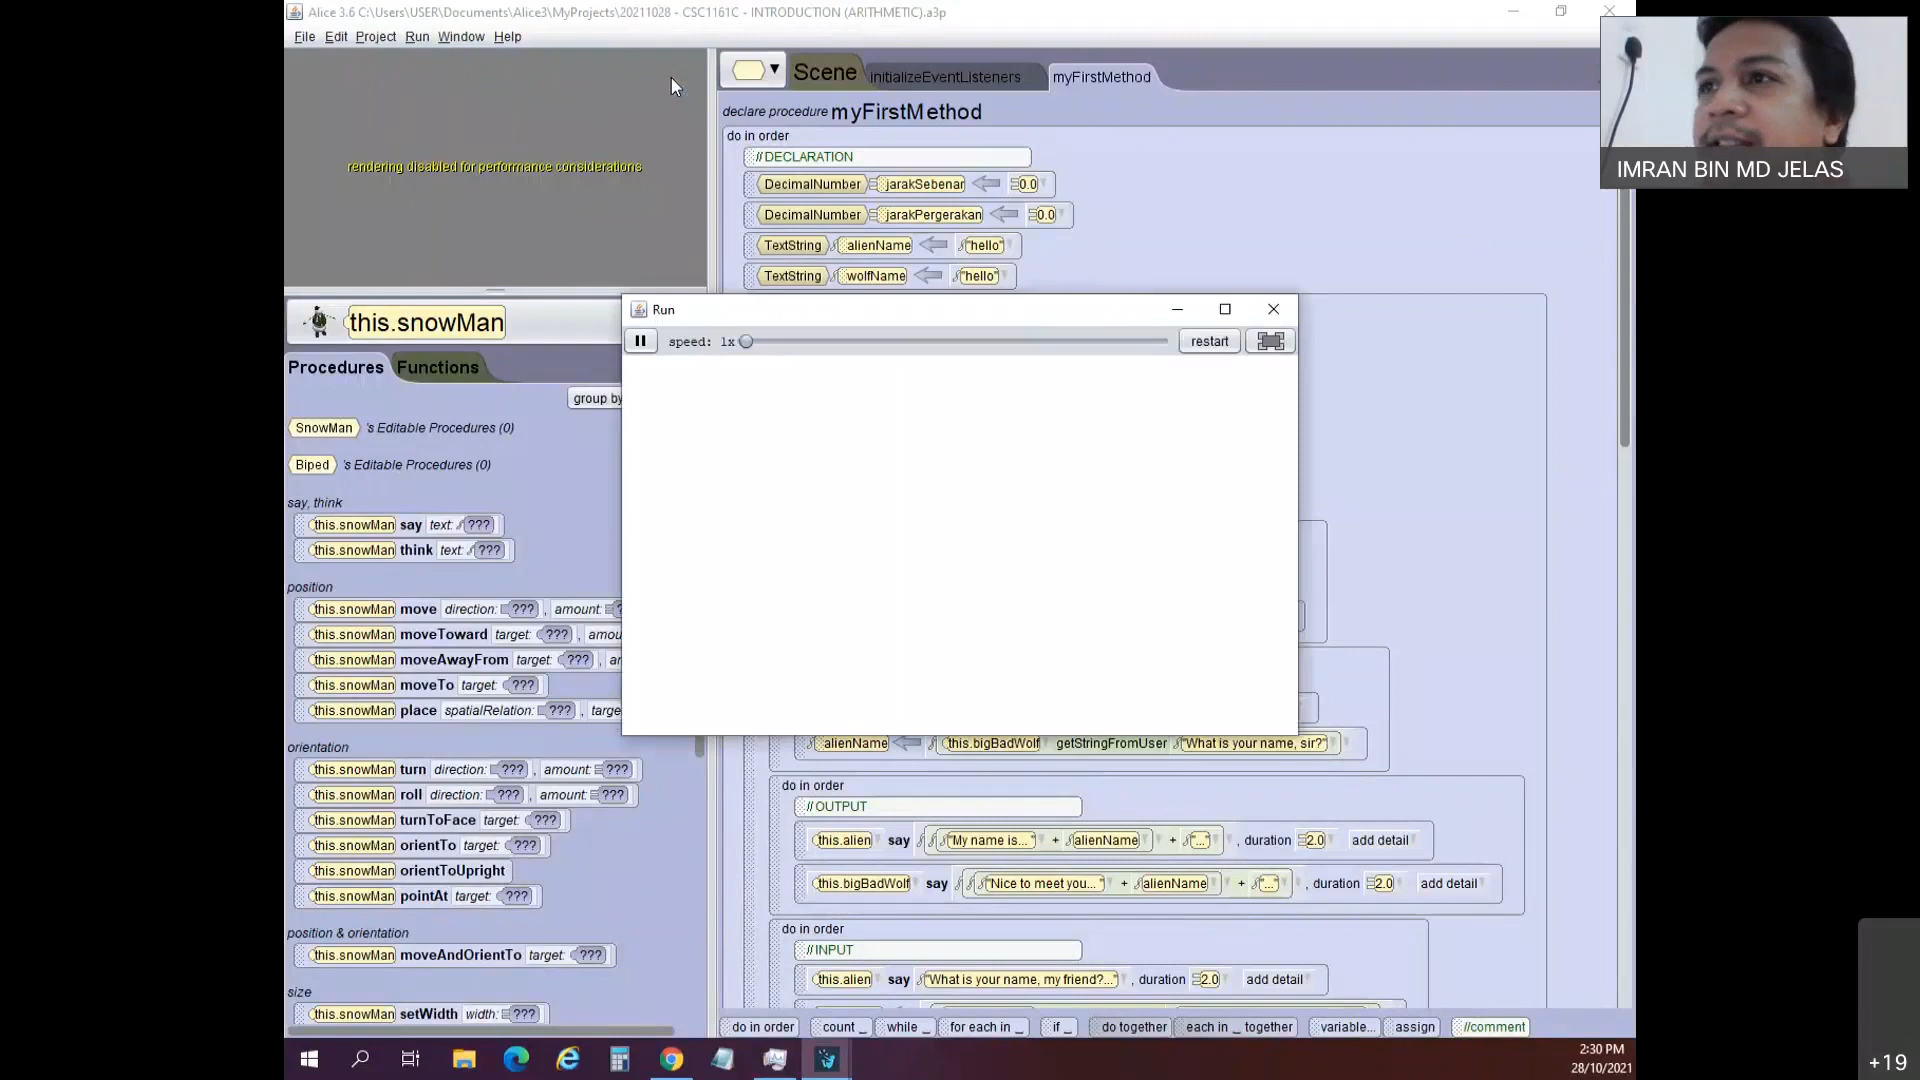 Alice 3.6 C:\Users\USER\Documents\Alice3\MyProjects\20211028 - CSC1161C - INTRODUCTION (ARITHMETIC).a3p
File Edit Project Run Window Help
rendering disabled for performance considerations
Scene initializeEventListeners myFirstMethod
declare procedure myFirstMethod
do in order
//DECLARATION
DecimalNumber jarakSebenar 0.0
DecimalNumber jarakPergerakan 0.0
TextString alienName "hello"
TextString wolfName "hello"
IMRAN BIN MD JELAS
this.snowMan
Procedures Functions
group by
SnowMan 's Editable Procedures (0)
Biped 's Editable Procedures (0)
say, think
this.snowMan say text: ???
this.snowMan think text: ???
position
this.snowMan move direction: ??? , amount: ?
this.snowMan moveToward target: ??? , amou
this.snowMan moveAwayFrom target: ??? , ar
this.snowMan moveTo target: ???
this.snowMan place spatialRelation: ??? , targe
orientation
this.snowMan turn direction: ??? , amount: ???
this.snowMan roll direction: ??? , amount: ???
this.snowMan turnToFace target: ???
this.snowMan orientTo target: ???
this.snowMan orientToUpright
this.snowMan pointAt target: ???
position & orientation
this.snowMan moveAndOrientTo target: ???
size
this.snowMan setWidth width: ???
Run
speed: 1x restart
alienName this.bigBadWolf getStringFromUser "What is your name, sir?"
do in order
//OUTPUT
this.alien say "My name is..." + alienName + "..." , duration 2.0 add detail
this.bigBadWolf say "Nice to meet you..." + alienName + "..." , duration 2.0 add detail
do in order
//INPUT
this.alien say "What is your name, my friend?..." , duration 2.0 add detail
do in order count _ while _ for each in _ if _ do together each in _ together variable... assign //comment
2:30 PM
28/10/2021
+19